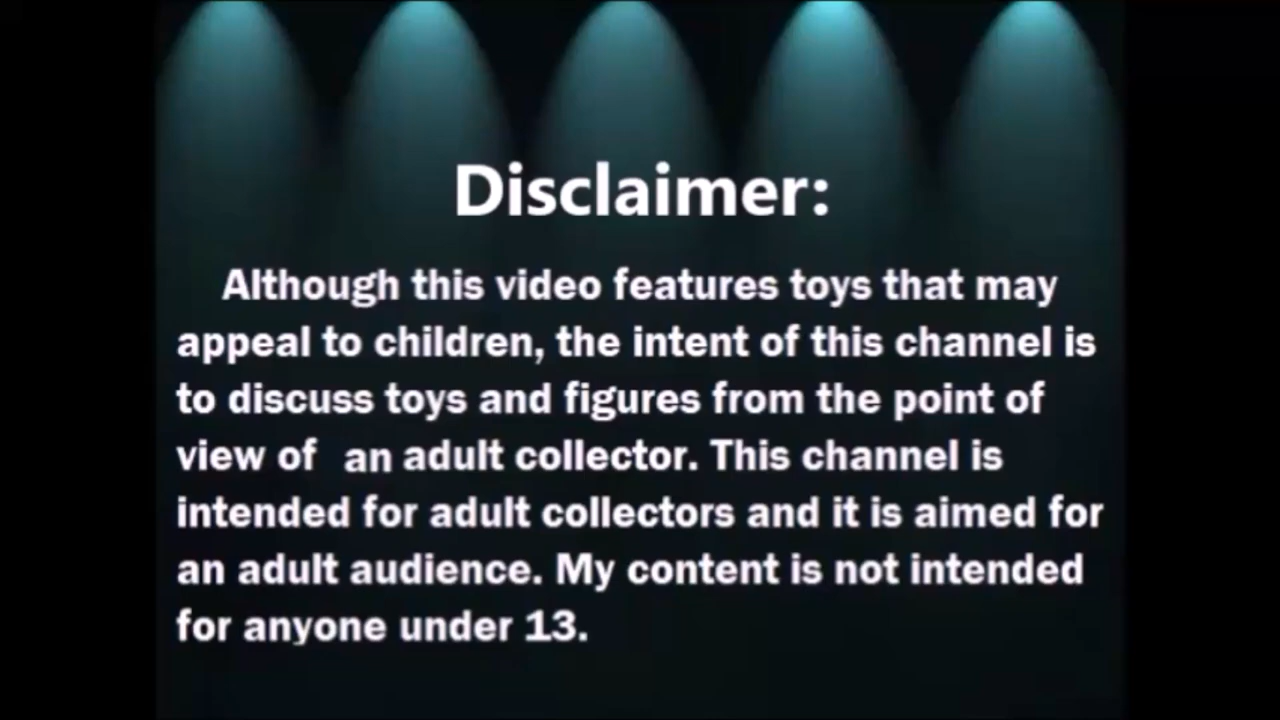 Disclaimer:
Although this video features toys that may
appeal to children, the intent of this channel is
to discuss toys and figures from the point of
view of an adult collector. This channel is
intended for adult collectors and it is aimed for
an adult audience. My content is not intended
for anyone under 13.